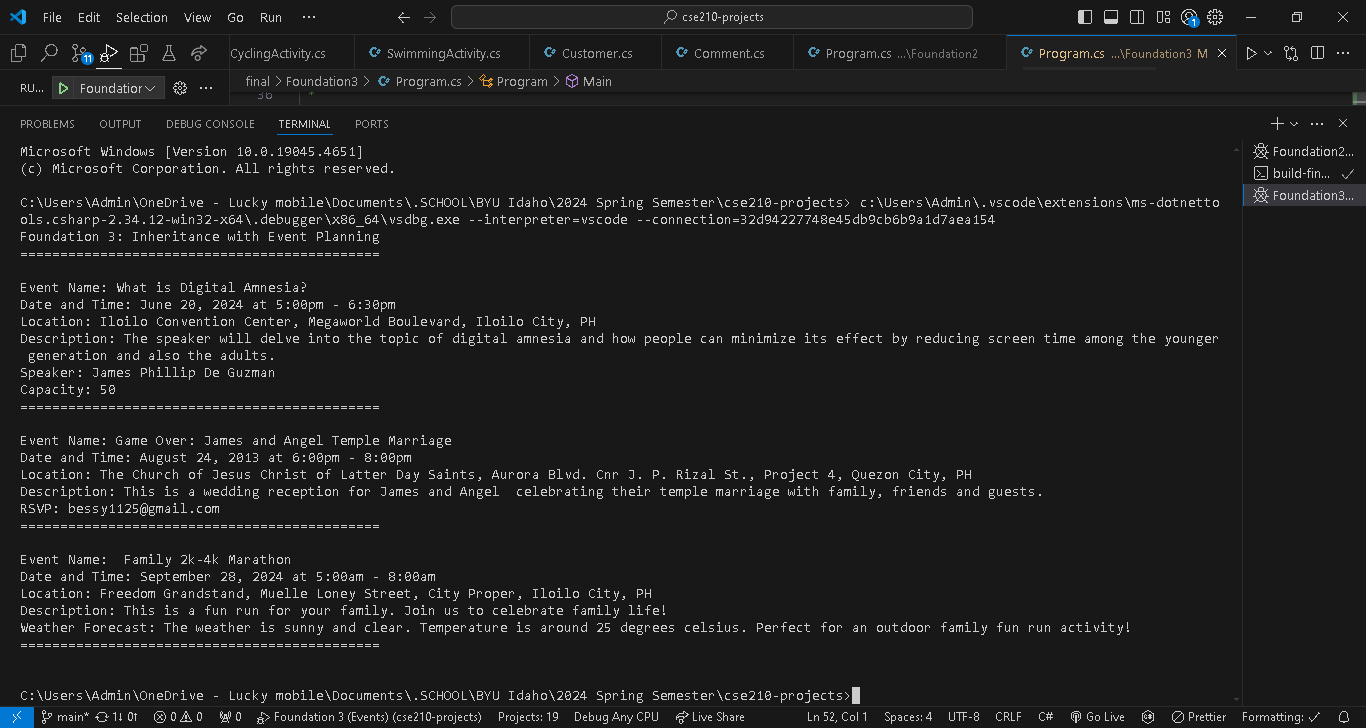 File Edit Selection View Go Run ··· cse210-projects
CyclingActivity.cs SwimmingActivity.cs Customer.cs Comment.cs Program.cs ...\Foundation2 Program.cs ...\Foundation3 M
11
1
RU... Foundation
final > Foundation3 > Program.cs > Program > Main
36
PROBLEMS OUTPUT DEBUG CONSOLE TERMINAL PORTS
Microsoft Windows [Version 10.0.19045.4651]
(c) Microsoft Corporation. All rights reserved.
C:\Users\Admin\OneDrive - Lucky mobile\Documents\.SCHOOL\BYU Idaho\2024 Spring Semester\cse210-projects> c:\Users\Admin\.vscode\extensions\ms-dotnetto
ols.csharp-2.34.12-win32-x64\.debugger\x86_64\vsdbg.exe --interpreter=vscode --connection=32d94227748e45db9cb6b9a1d7aea154
Foundation 3: Inheritance with Event Planning
=============================================
Event Name: What is Digital Amnesia?
Date and Time: June 20, 2024 at 5:00pm - 6:30pm
Location: Iloilo Convention Center, Megaworld Boulevard, Iloilo City, PH
Description: The speaker will delve into the topic of digital amnesia and how people can minimize its effect by reducing screen time among the younger
generation and also the adults.
Speaker: James Phillip De Guzman
Capacity: 50
=============================================
Event Name: Game Over: James and Angel Temple Marriage
Date and Time: August 24, 2013 at 6:00pm - 8:00pm
Location: The Church of Jesus Christ of Latter Day Saints, Aurora Blvd. Cnr J. P. Rizal St., Project 4, Quezon City, PH
Description: This is a wedding reception for James and Angel  celebrating their temple marriage with family, friends and guests.
RSVP: bessy1125@gmail.com
=============================================
Event Name:  Family 2k-4k Marathon
Date and Time: September 28, 2024 at 5:00am - 8:00am
Location: Freedom Grandstand, Muelle Loney Street, City Proper, Iloilo City, PH
Description: This is a fun run for your family. Join us to celebrate family life!
Weather Forecast: The weather is sunny and clear. Temperature is around 25 degrees celsius. Perfect for an outdoor family fun run activity!
=============================================
C:\Users\Admin\OneDrive - Lucky mobile\Documents\.SCHOOL\BYU Idaho\2024 Spring Semester\cse210-projects>
Foundation2...
build-fin...
Foundation3...
main* 1↓ 0↑ 0 0 0 Foundation 3 (Events) (cse210-projects) Projects: 19 Debug Any CPU Live Share Ln 52, Col 1 Spaces: 4 UTF-8 CRLF C# Go Live Prettier Formatting: ✓